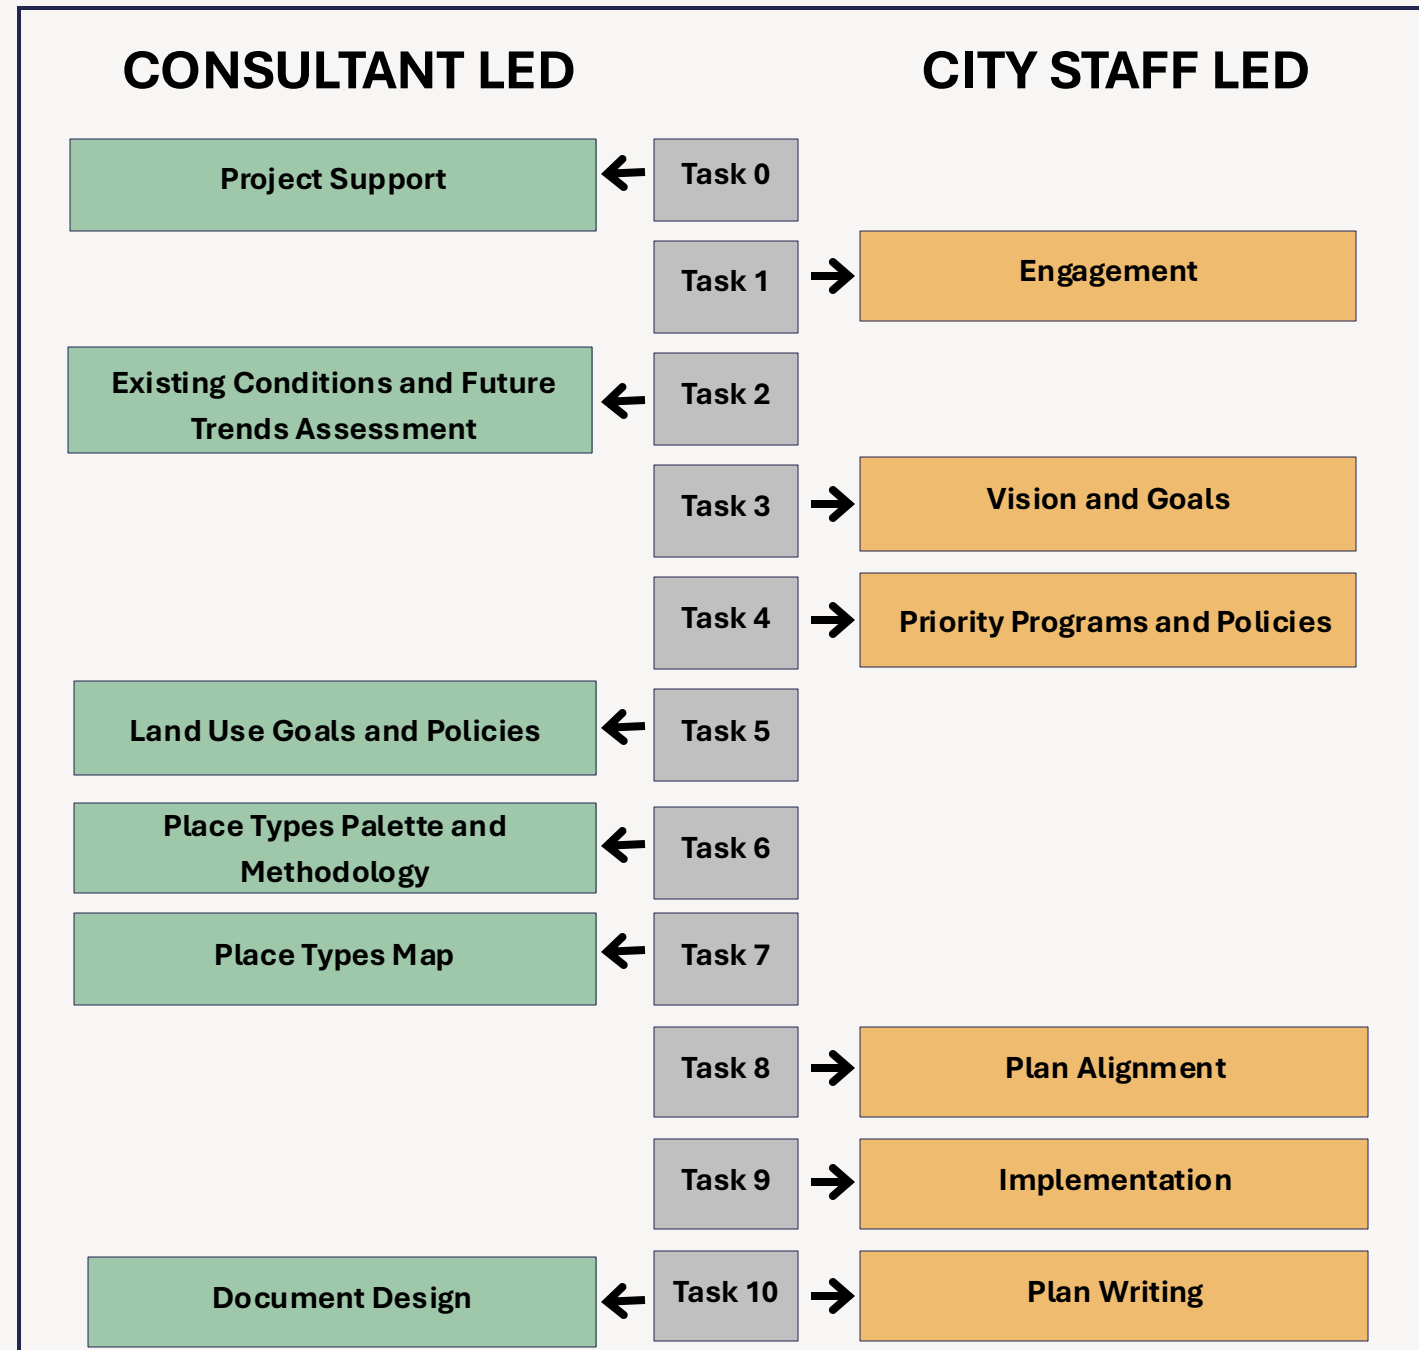 CONSULTANT LED
CITY STAFF LED
Project Support
Task 0
Task 1
Engagement
Existing Conditions and Future
Trends Assessment
Task 2
Task 3
Vision and Goals
Task 4
Priority Programs and Policies
Land Use Goals and Policies
Task 5
Place Types Palette and
Methodology
Task 6
Place Types Map
Task 7
Task 8
Plan Alignment
Task 9
Implementation
Document Design
Task 10
Plan Writing